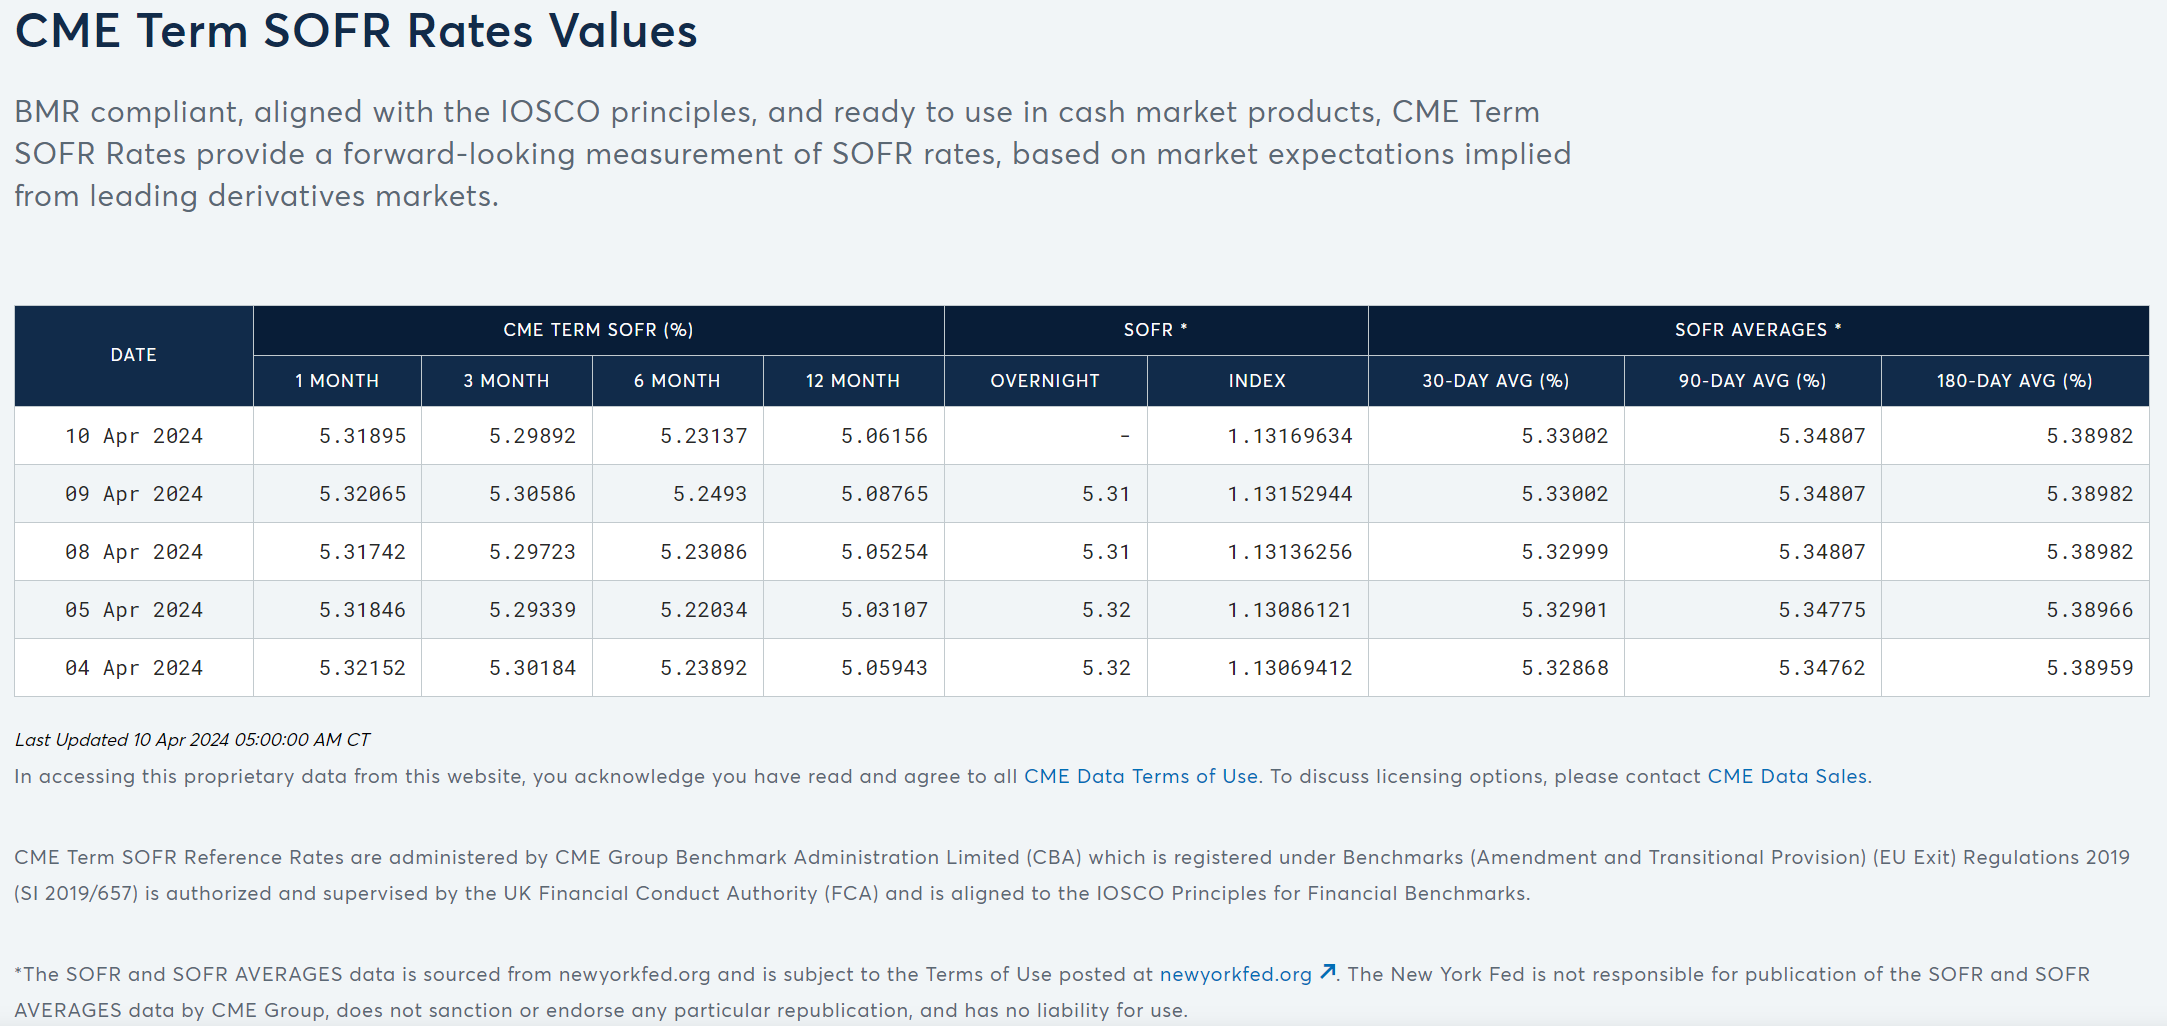 CME Term SOFR Rates Values
BMR compliant, aligned with the IOSCO principles, and ready to use in cash market products, CME Term
SOFR Rates provide a forward-looking measurement of SOFR rates, based on market expectations implied
from leading derivatives markets.
DATE CME TERM SOFR (%) SOFR * SOFR AVERAGES *
1 MONTH 3 MONTH 6 MONTH 12 MONTH OVERNIGHT INDEX 30-DAY AVG (%) 90-DAY AVG (%) 180-DAY AVG (%)
10 Apr 2024 5.31895 5.29892 5.23137 5.06156 - 1.13169634 5.33002 5.34807 5.38982
09 Apr 2024 5.32065 5.30586 5.2493 5.08765 5.31 1.13152944 5.33002 5.34807 5.38982
08 Apr 2024 5.31742 5.29723 5.23086 5.05254 5.31 1.13136256 5.32999 5.34807 5.38982
05 Apr 2024 5.31846 5.29339 5.22034 5.03107 5.32 1.13086121 5.32901 5.34775 5.38966
04 Apr 2024 5.32152 5.30184 5.23892 5.05943 5.32 1.13069412 5.32868 5.34762 5.38959
Last Updated 10 Apr 2024 05:00:00 AM CT
In accessing this proprietary data from this website, you acknowledge you have read and agree to all CME Data Terms of Use. To discuss licensing options, please contact CME Data Sales.
CME Term SOFR Reference Rates are administered by CME Group Benchmark Administration Limited (CBA) which is registered under Benchmarks (Amendment and Transitional Provision) (EU Exit) Regulations 2019
(SI 2019/657) is authorized and supervised by the UK Financial Conduct Authority (FCA) and is aligned to the IOSCO Principles for Financial Benchmarks.
*The SOFR and SOFR AVERAGES data is sourced from newyorkfed.org and is subject to the Terms of Use posted at newyorkfed.org. The New York Fed is not responsible for publication of the SOFR and SOFR
AVERAGES data by CME Group, does not sanction or endorse any particular republication, and has no liability for use.